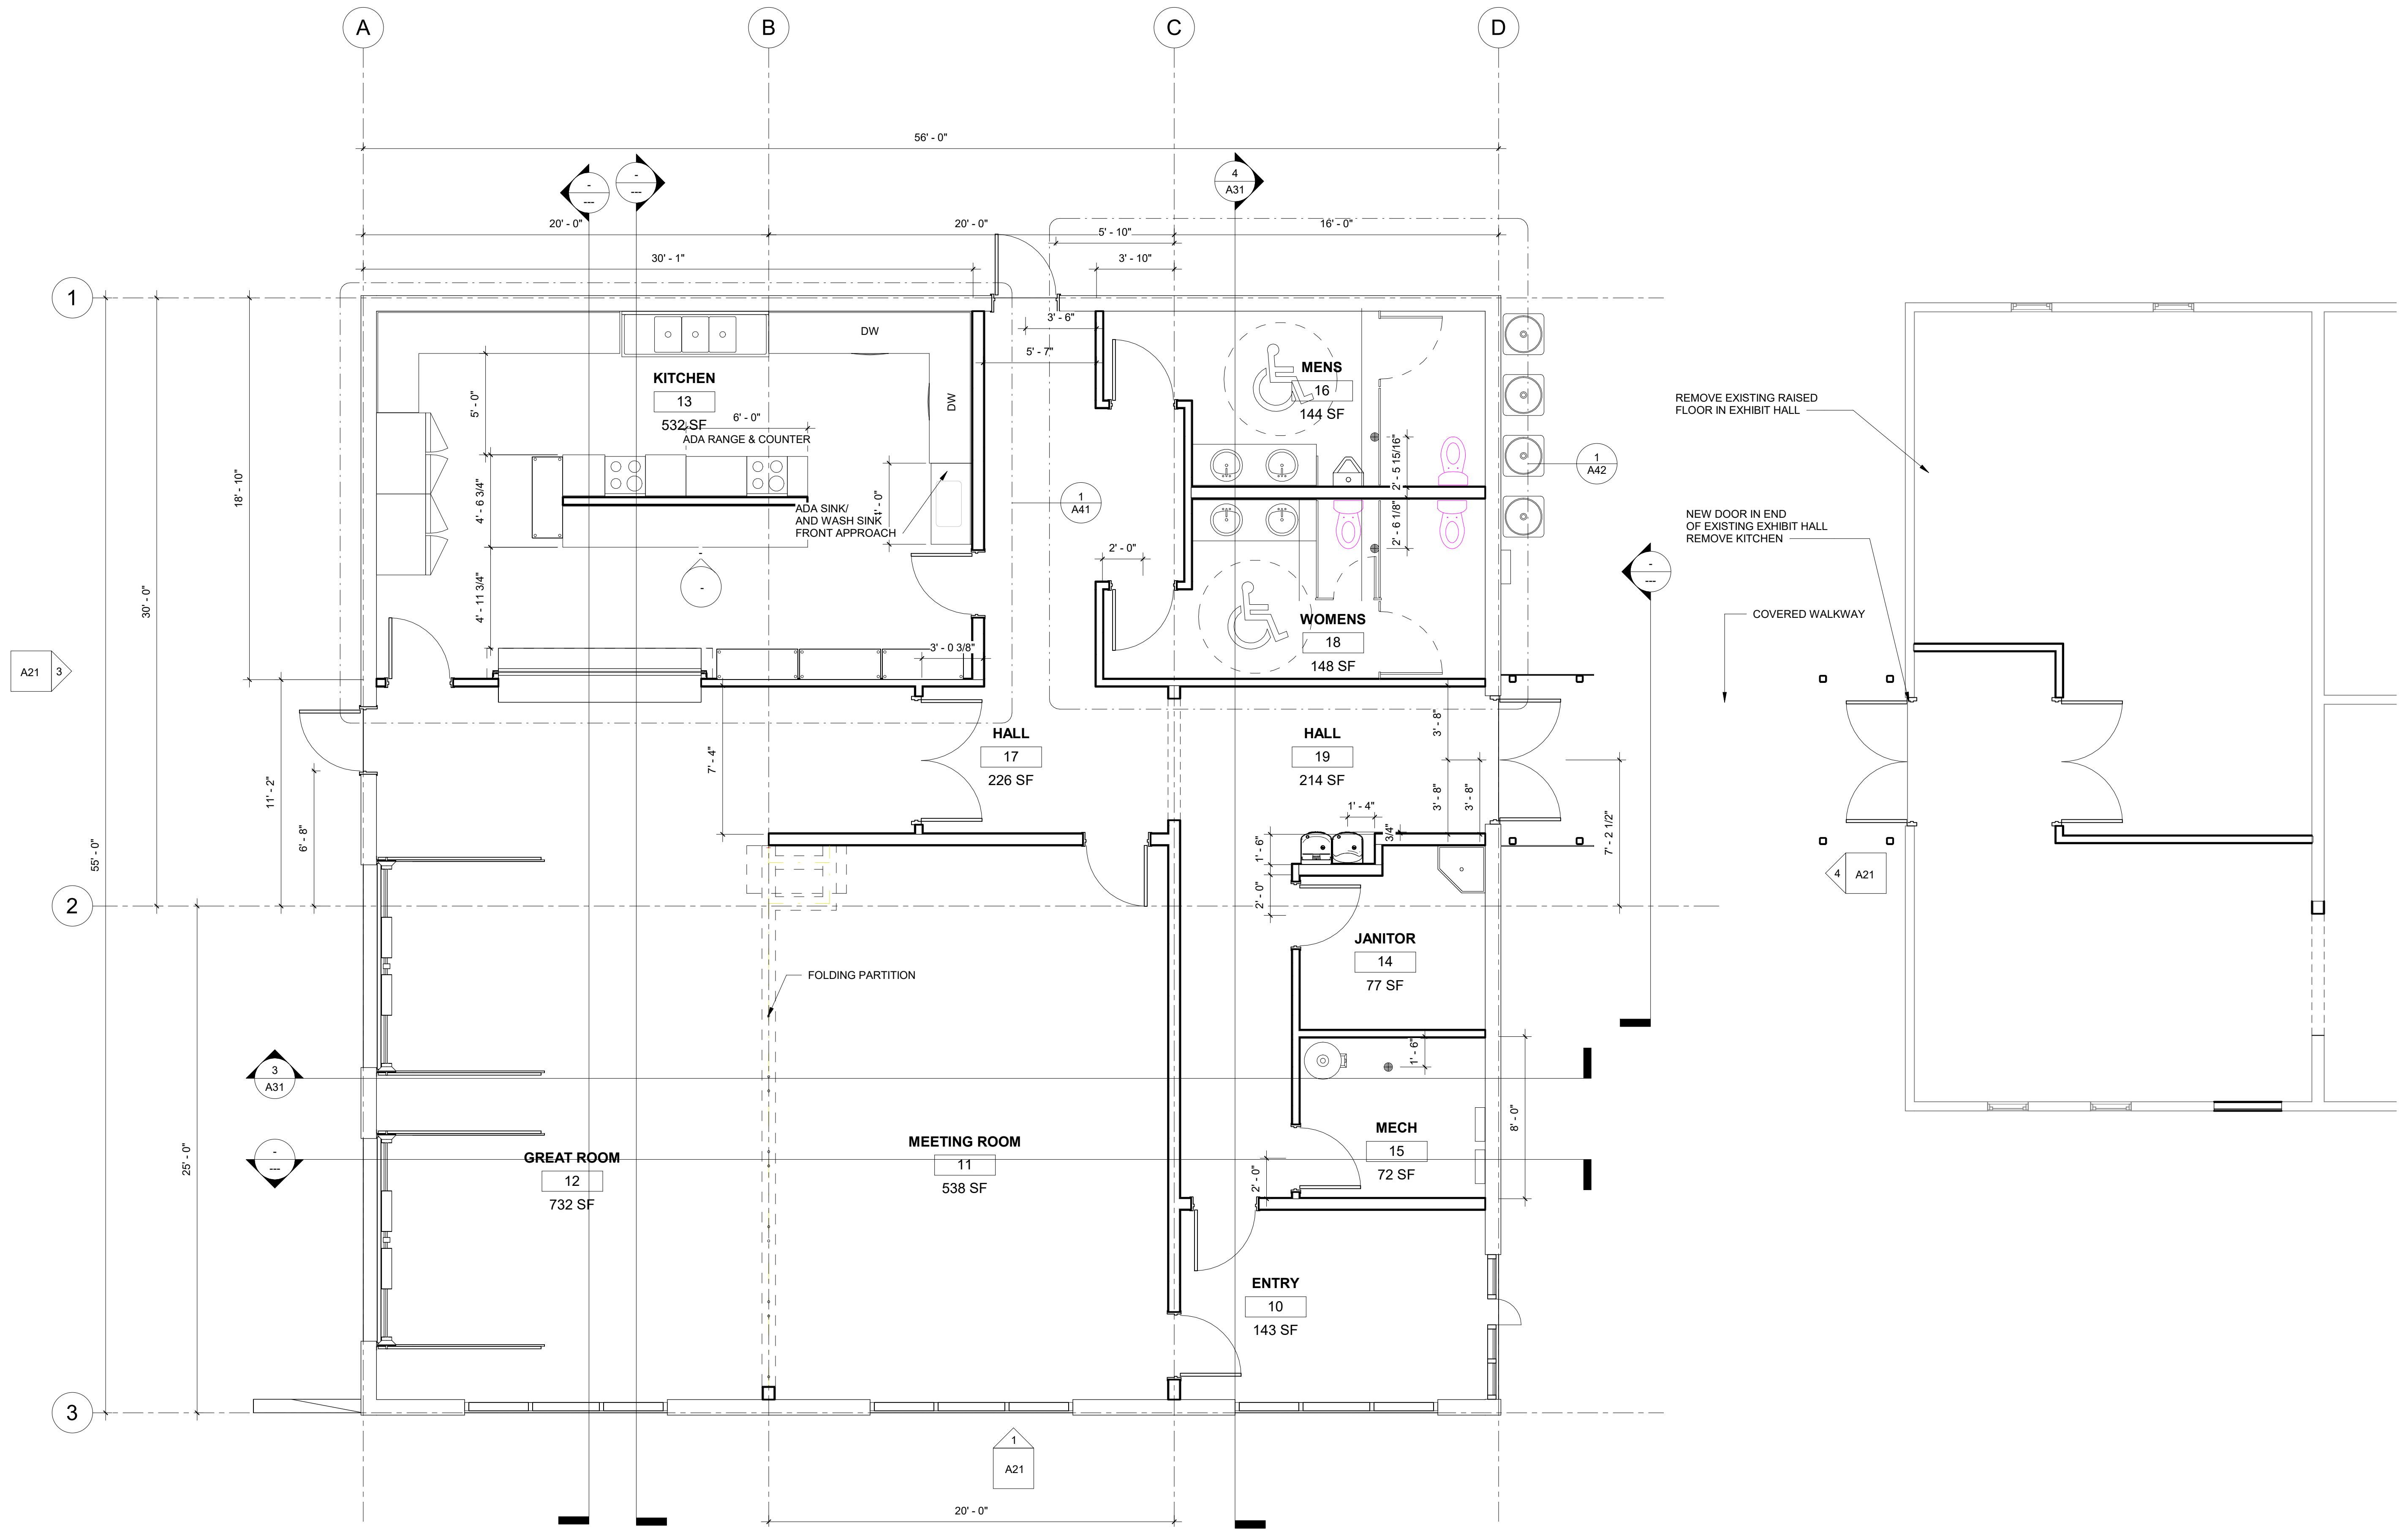 A
B
C
D
56' - 0"
-
---
-
---
4
A31
20' - 0"
20' - 0"
16' - 0"
5' - 10"
30' - 1"
3' - 10"
1
3' - 6"
5' - 7"
DW
DW
KITCHEN
13
532 SF
5' - 0"
6' - 0"
ADA RANGE & COUNTER
MENS
16
144 SF
2' - 5 15/16"
2' - 6 1/8"
1
A42
REMOVE EXISTING RAISED
FLOOR IN EXHIBIT HALL
18' - 10"
4' - 6 3/4"
ADA SINK/
AND WASH SINK
FRONT APPROACH
4' - 0"
1
A41
NEW DOOR IN END
OF EXISTING EXHIBIT HALL
REMOVE KITCHEN
2' - 0"
-
-
-
---
30' - 0"
4' - 11 3/4"
WOMENS
18
148 SF
COVERED WALKWAY
A21
3
3' - 0 3/8"
HALL
17
226 SF
HALL
19
214 SF
3' - 8"
3' - 8"
3' - 8"
7' - 4"
11' - 2"
6' - 8"
55' - 0"
1' - 4"
3/4"
1' - 6"
2' - 0"
7' - 2 1/2"
4
A21
2
JANITOR
14
77 SF
FOLDING PARTITION
1' - 6"
3
A31
8' - 0"
MECH
15
72 SF
-
---
25' - 0"
GREAT ROOM
12
732 SF
MEETING ROOM
11
538 SF
2' - 0"
ENTRY
10
143 SF
3
1
A21
20' - 0"